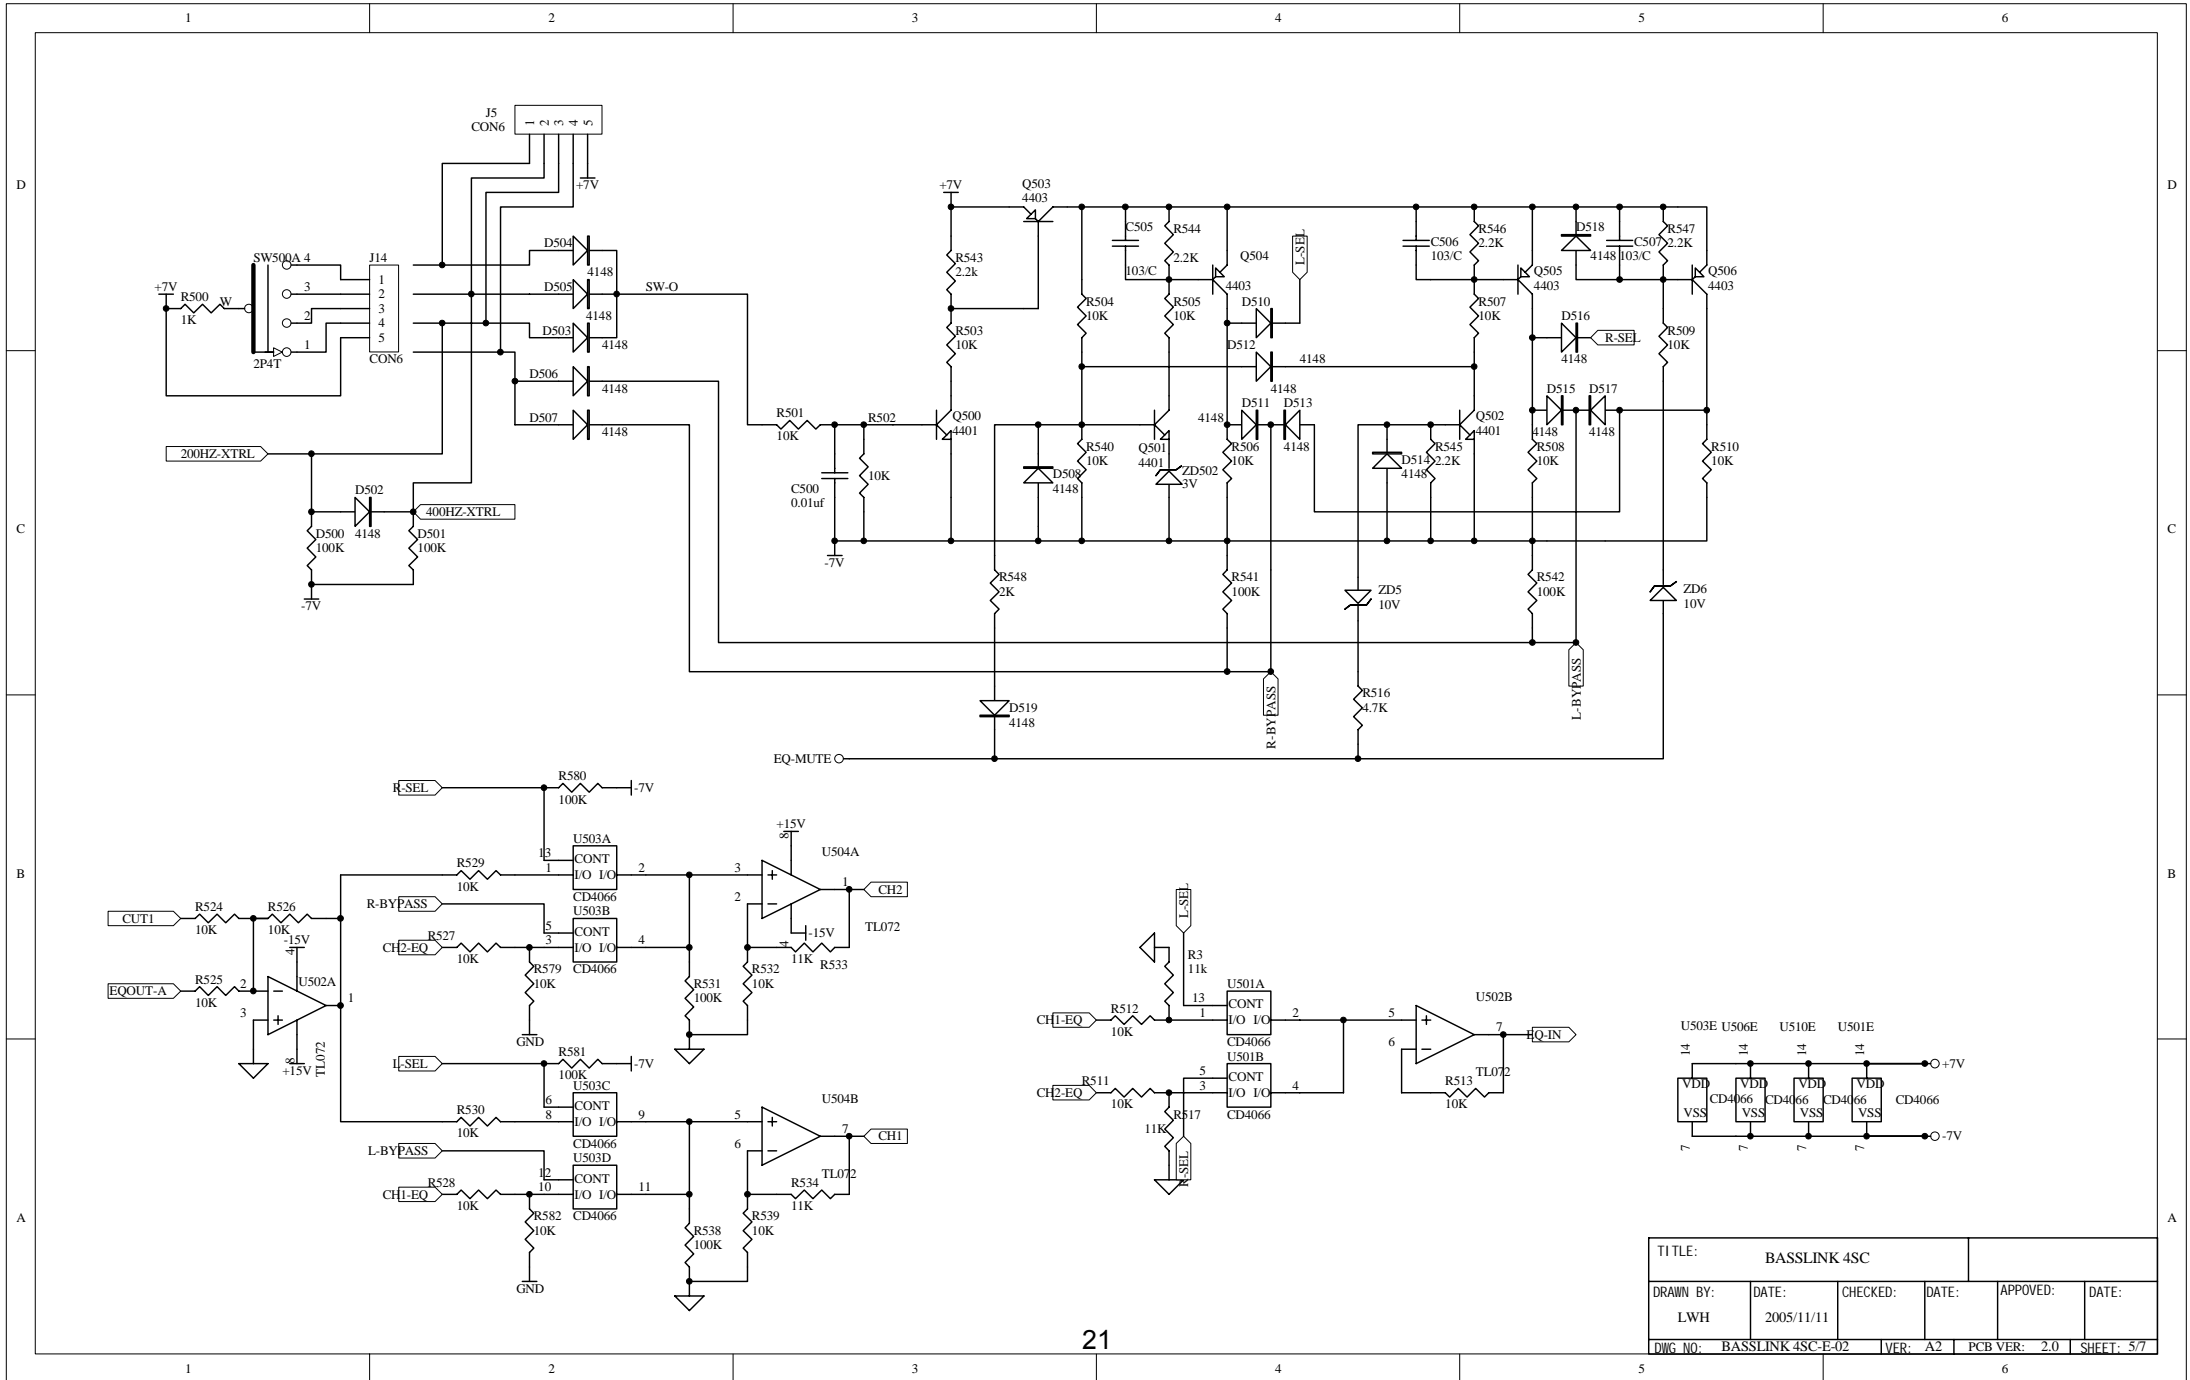 1 2 3 4 5 6
J5
CON6
1 2 3 4 5
+7V
D
D
SW500A 4
3
2
1
2P4T
+7V
R500
1K
W
J14
1
2
3
4
5
CON6
D504
4148
D505
4148
D503
4148
D506
4148
D507
4148
SW-O
+7V
Q503
4403
R543
2.2k
R503
10K
R504
10K
C505
103/C
R544
2.2K
R505
10K
Q504
4403
L-SEL
D510
4148
D512
4148
C506
103/C
R546
2.2K
Q505
4403
R507
10K
D518
4148
C507
103/C
R547
2.2K
Q506
4403
D516
4148
R-SEL
R509
10K
R501
10K
R502
10K
C500
0.01uf
Q500
4401
-7V
D508
4148
R540
10K
Q501
4401
ZD502
3V
4148
D511
D513
4148
R506
10K
D514
4148
R545
2.2K
Q502
4401
D515
4148
D517
4148
R508
10K
R510
10K
200HZ-XTRL
D502
4148
400HZ-XTRL
D500
100K
D501
100K
-7V
C
C
R548
2K
R541
100K
ZD5
10V
R542
100K
ZD6
10V
D519
4148
R-BYPASS
R516
4.7K
L-BYPASS
EQ-MUTE
R-SEL
R580
100K
-7V
U503A
13
CONT
1
I/O I/O
2
CD4066
R529
10K
R-BYPASS
U503B
5
CONT
3
I/O I/O
4
CD4066
CH2-EQ
R527
10K
R579
10K
GND
R531
100K
R532
10K
+15V
8
U504A
3
+
2
−
1
CH2
TL072
-15V
4
11K
R533
B
B
CUT1
R524
10K
R526
10K
-15V
4
EQOUT-A
R525
10K
2
−
3
+
U502A
1
8
+15V
TL072
L-SEL
R581
100K
-7V
U503C
6
CONT
8
I/O I/O
9
CD4066
R530
10K
L-BYPASS
U503D
12
CONT
10
I/O I/O
11
CD4066
CH1-EQ
R528
10K
R582
10K
GND
R538
100K
R539
10K
U504B
5
+
6
−
7
CH1
TL072
R534
11K
L-SEL
R3
11k
U501A
13
CONT
1
I/O I/O
2
CD4066
CH1-EQ
R512
10K
U501B
5
CONT
3
I/O I/O
4
CD4066
CH2-EQ
R511
10K
R517
11K
R-SEL
U502B
5
+
6
−
7
EQ-IN
TL072
R513
10K
U503E U506E U510E U501E
14 14 14 14
+7V
VDD VDD VDD VDD
CD4066 CD4066 CD4066 CD4066
VSS VSS VSS VSS
-7V
7 7 7 7
A
A
TITLE: BASSLINK 4SC
DRAWN BY: DATE: CHECKED: DATE: APPOVED: DATE:
LWH 2005/11/11
DWG NO: BASSLINK 4SC-E-02 VER: A2 PCB VER: 2.0 SHEET: 5/7
21
1 2 3 4 5 6